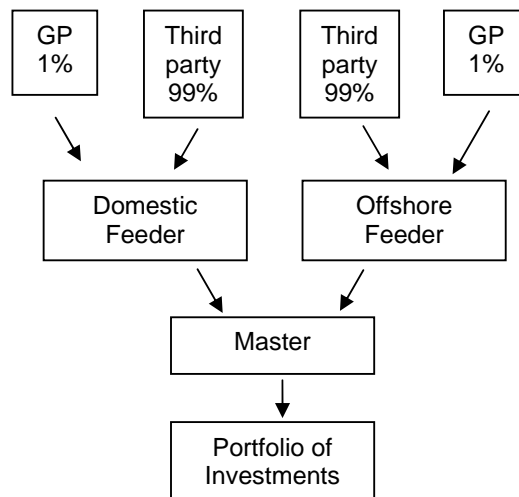 GP
1%
Third
party
99%
Third
party
99%
GP
1%
Domestic
Feeder
Offshore
Feeder
Master
Portfolio of
Investments